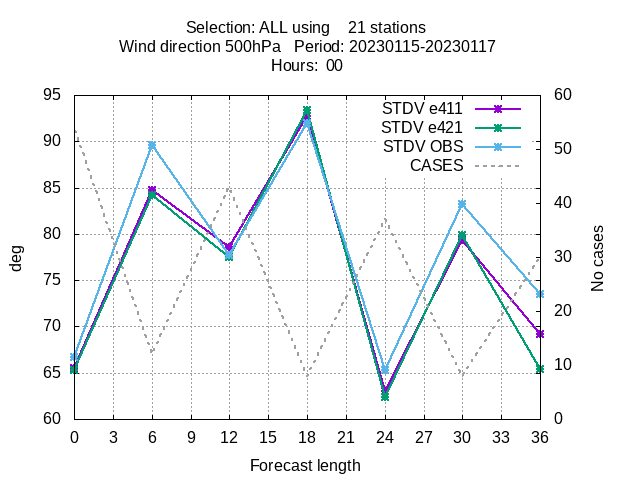 Selection: ALL using    21 stations
Wind direction 500hPa   Period: 20230115-20230117
Hours:  00
95
90
85
80
75
70
65
60
deg
60
50
40
30
20
10
0
No cases
STDV e411
STDV e421
STDV OBS
CASES
0 3 6 9 12 15 18 21 24 27 30 33 36
Forecast length